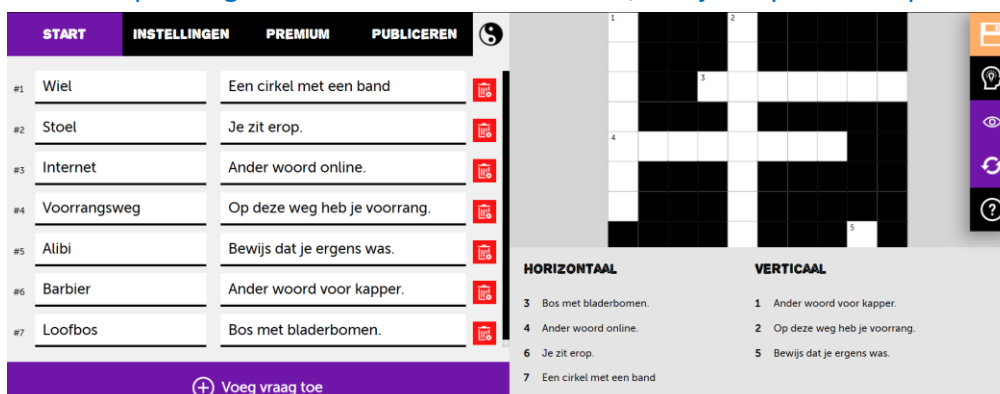 START INSTELLINGEN PREMIUM PUBLICEREN
#1 Wiel Een cirkel met een band
#2 Stoel Je zit erop.
#3 Internet Ander woord online.
#4 Voorrangsweg Op deze weg heb je voorrang.
#5 Alibi Bewijs dat je ergens was.
#6 Barbier Ander woord voor kapper.
#7 Loofbos Bos met bladerbomen.
Voeg vraag toe
1 2
3
4
5
HORIZONTAAL
3 Bos met bladerbomen.
4 Ander woord online.
6 Je zit erop.
7 Een cirkel met een band
VERTICAAL
1 Ander woord voor kapper.
2 Op deze weg heb je voorrang.
5 Bewijs dat je ergens was.